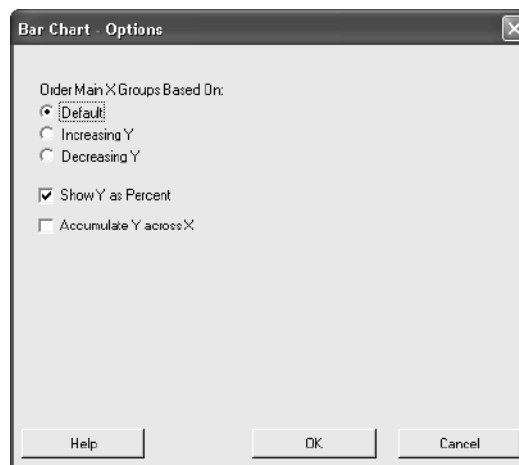 Bar Chart - Options
Order Main X Groups Based On:
Default
Increasing Y
Decreasing Y
Show Y as Percent
Accumulate Y across X
Help
OK
Cancel